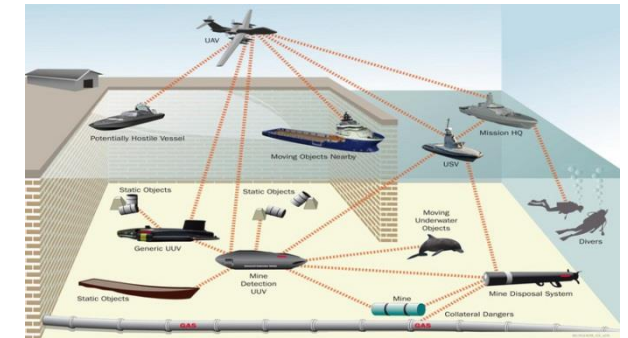 UAV
Potentially Hostile Vessel
Moving Objects Nearby
Mission HQ
USV
Static Objects
Static Objects
Generic UUV
Moving
Underwater
Objects
Divers
Mine
Detection
UUV
Static Objects
Mine
Mine Disposal System
Collateral Dangers
GAS
GAS